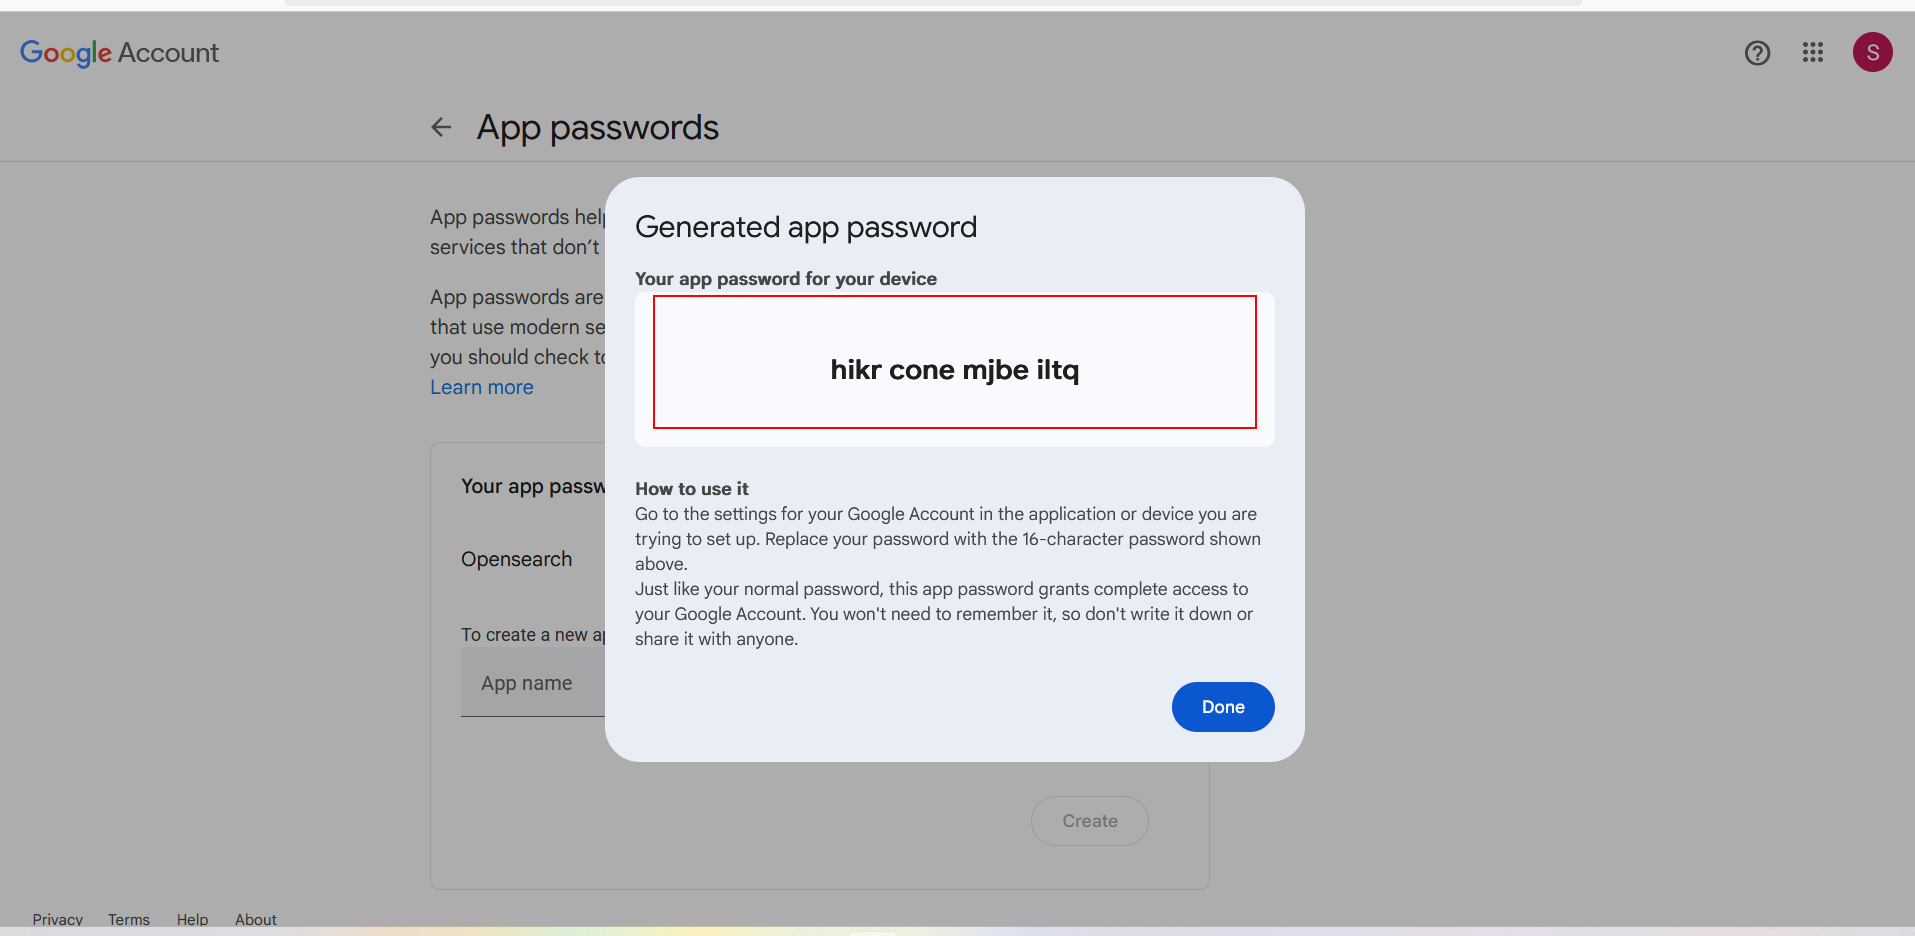 Google Account
S
App passwords
App passwords help
services that don't
App passwords are
that use modern se
you should check to
Learn more
Your app passw
Opensearch
To create a new ap
App name
Create
Generated app password
Your app password for your device
hikr cone mjbe iltq
How to use it
Go to the settings for your Google Account in the application or device you are
trying to set up. Replace your password with the 16-character password shown
above.
Just like your normal password, this app password grants complete access to
your Google Account. You won't need to remember it, so don't write it down or
share it with anyone.
Done
Privacy Terms Help About